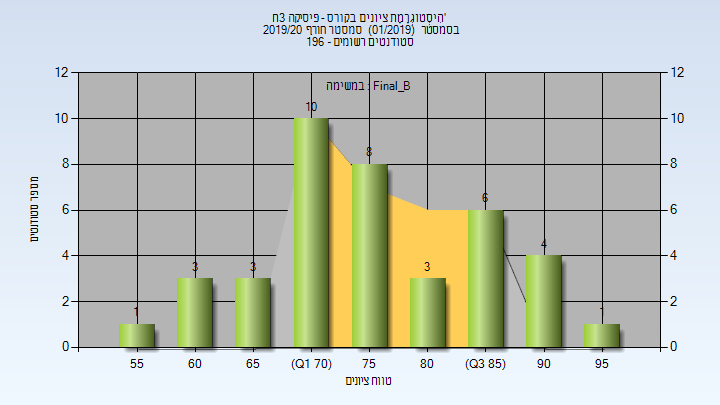 'הִיסְטוֹגְרָמַת ציונים בקורס - פיסיקה 3ח
בסמסטר (01/2019) סמסטר חורף 2019/20
סטודנטים רשומים - 196
במשימה : Final_B
12 12
10 10
8 8
6 6
4 4
2 2
0 0
1 3 3 10 8 3 6 4 1
55 60 65 (Q1 70) 75 80 (Q3 85) 90 95
מספר סטודנטים
טווח ציונים